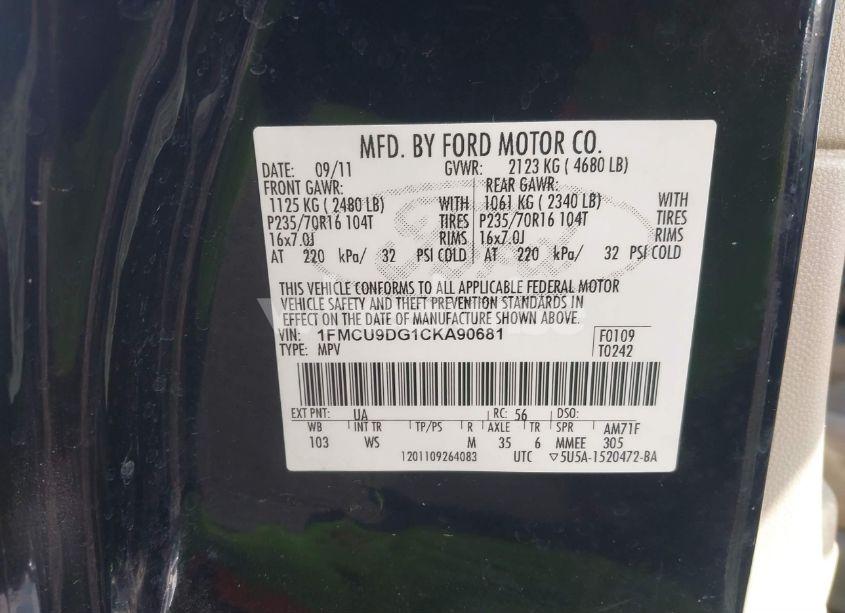 MFD. BY FORD MOTOR CO.
DATE: 09/11 GVWR: 2123 KG ( 4680 LB)
FRONT GAWR: REAR GAWR:
1125 KG ( 2480 LB) WITH 1061 KG ( 2340 LB) WITH
P235/70R16 104T TIRES P235/70R16 104T TIRES
16x7.0J RIMS 16x7.0J RIMS
AT 220 kPa/ 32 PSI COLD AT 220 kPa/ 32 PSI COLD
THIS VEHICLE CONFORMS TO ALL APPLICABLE FEDERAL MOTOR
VEHICLE SAFETY AND THEFT PREVENTION STANDARDS IN
EFFECT ON THE DATE OF MANUFACTURE SHOWN ABOVE.
VIN: 1FMCU9DG1CKA90681 F0109
TYPE: MPV T0242
EXT PNT: UA RC: 56 DSO:
WB INT TR TP/PS R AXLE TR SPR AM71F
103 WS M 35 6 MMEE 305
1201109264083 UTC ▽5U5A-1520472-BA